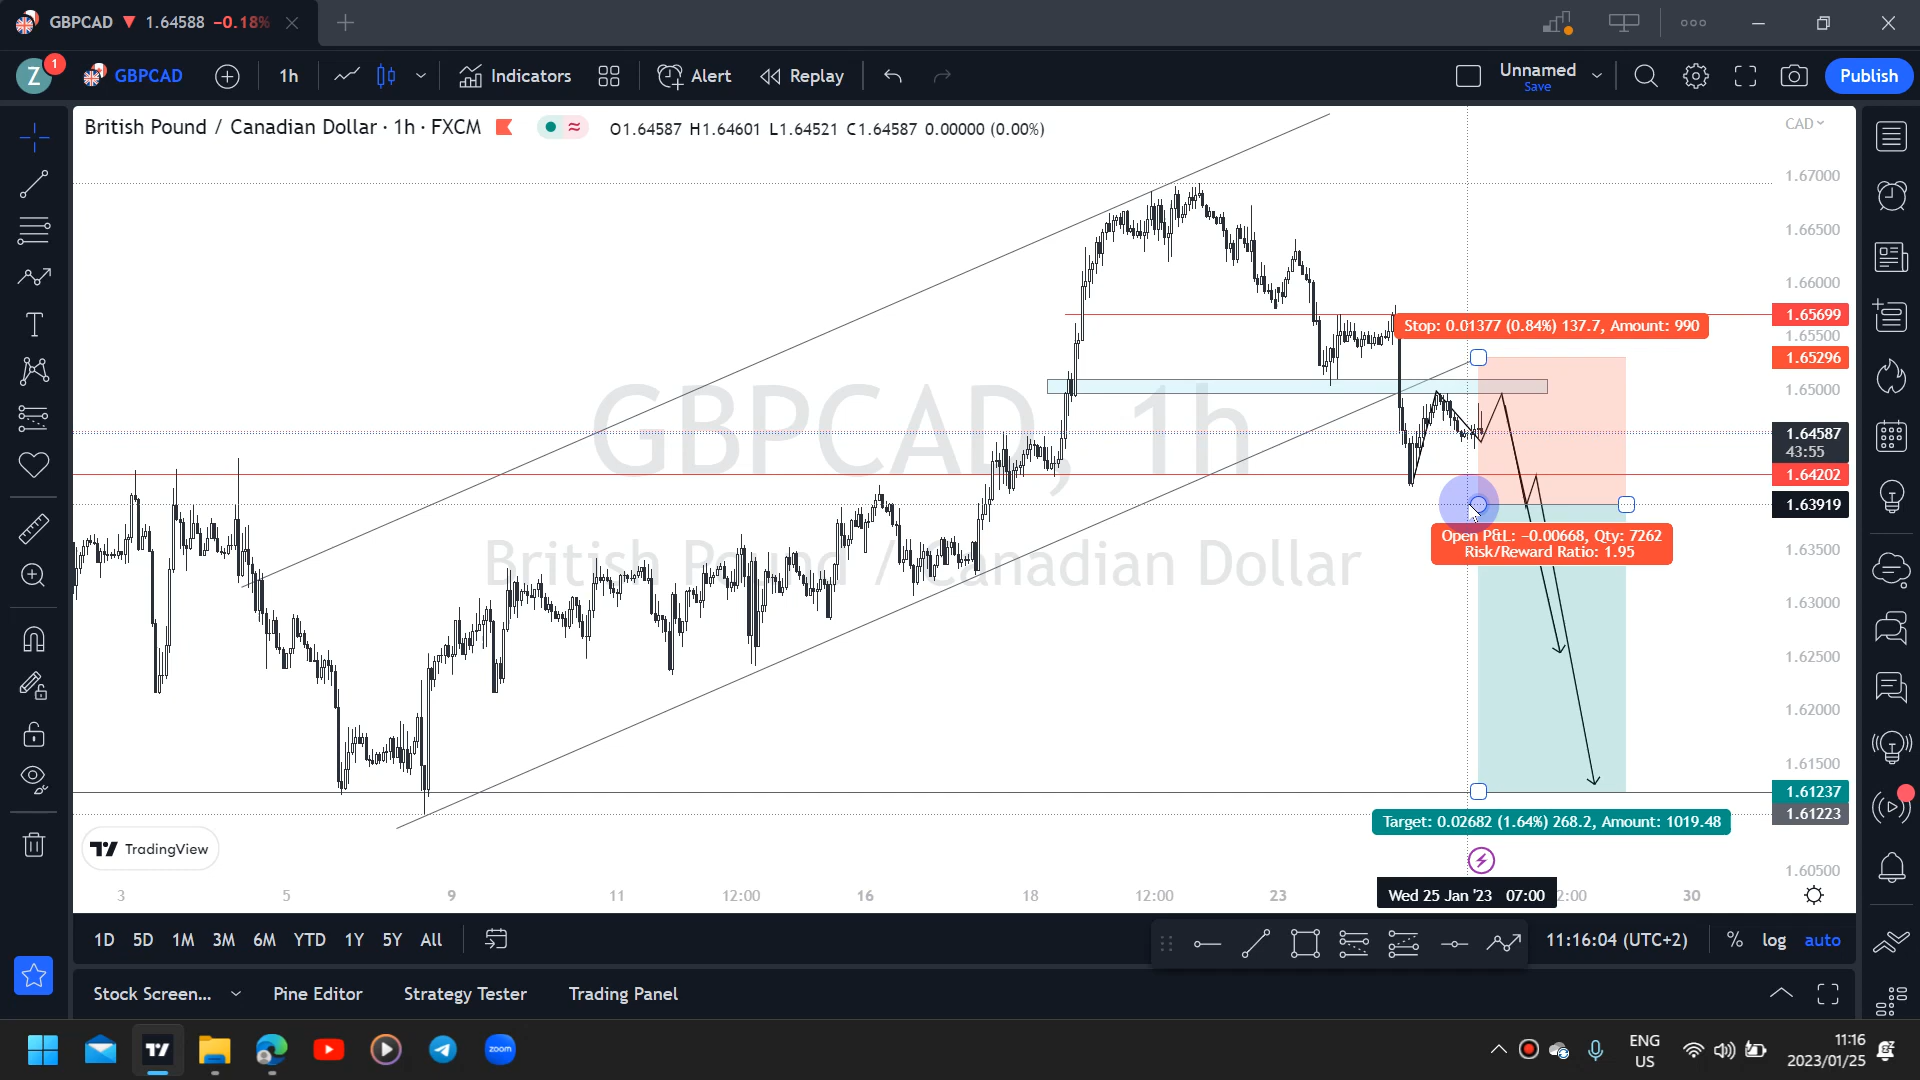 GBPCAD ▼ 1.64588 −0.18%
Z 1 GBPCAD 1h Indicators Alert Replay Unnamed Save Publish
British Pound / Canadian Dollar · 1h · FXCM O1.64587 H1.64601 L1.64521 C1.64587 0.00000 (0.00%)
CAD
1.67000
1.66500
1.66000
1.65699
Stop: 0.01377 (0.84%) 137.7, Amount: 990
1.65500
1.65296
1.65000
GBPCAD, 1h
1.64587
43:55
1.64202
1.63919
Open P&L: −0.00668, Qty: 7262
Risk/Reward Ratio: 1.95
British Pound / Canadian Dollar
1.63500
1.63000
1.62500
1.62000
1.61500
1.61237
1.61223
Target: 0.02682 (1.64%) 268.2, Amount: 1019.48
TradingView
1.60500
3 5 9 11 12:00 16 18 12:00 23 Wed 25 Jan '23 07:00 2:00 30
1D 5D 1M 3M 6M YTD 1Y 5Y All 11:16:04 (UTC+2) % log auto
Stock Screen... Pine Editor Strategy Tester Trading Panel
zoom
ENG
US
11:16
2023/01/25